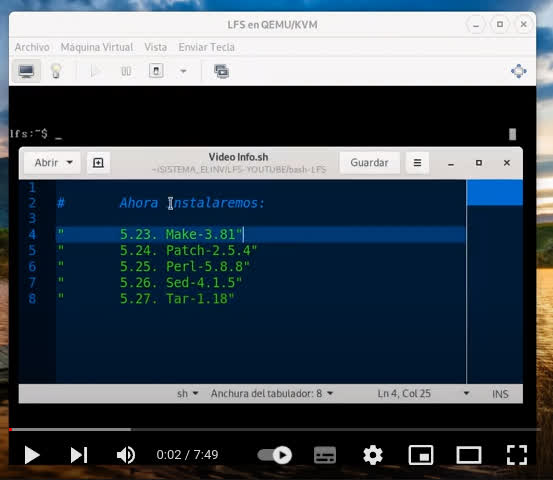 LFS en QEMU/KVM
Archivo Máquina Virtual Vista Enviar Tecla
lfs:~$ _
Abrir Video Info.sh Guardar
~/SISTEMA_ELINV/LFS-YOUTUBE/bash-LFS
1
2 # Ahora instalaremos:
3
4 " 5.23. Make-3.81"
5 " 5.24. Patch-2.5.4"
6 " 5.25. Perl-5.8.8"
7 " 5.26. Sed-4.1.5"
8 " 5.27. Tar-1.18"
sh Anchura del tabulador: 8 Ln 4, Col 25 INS
0:02 / 7:49